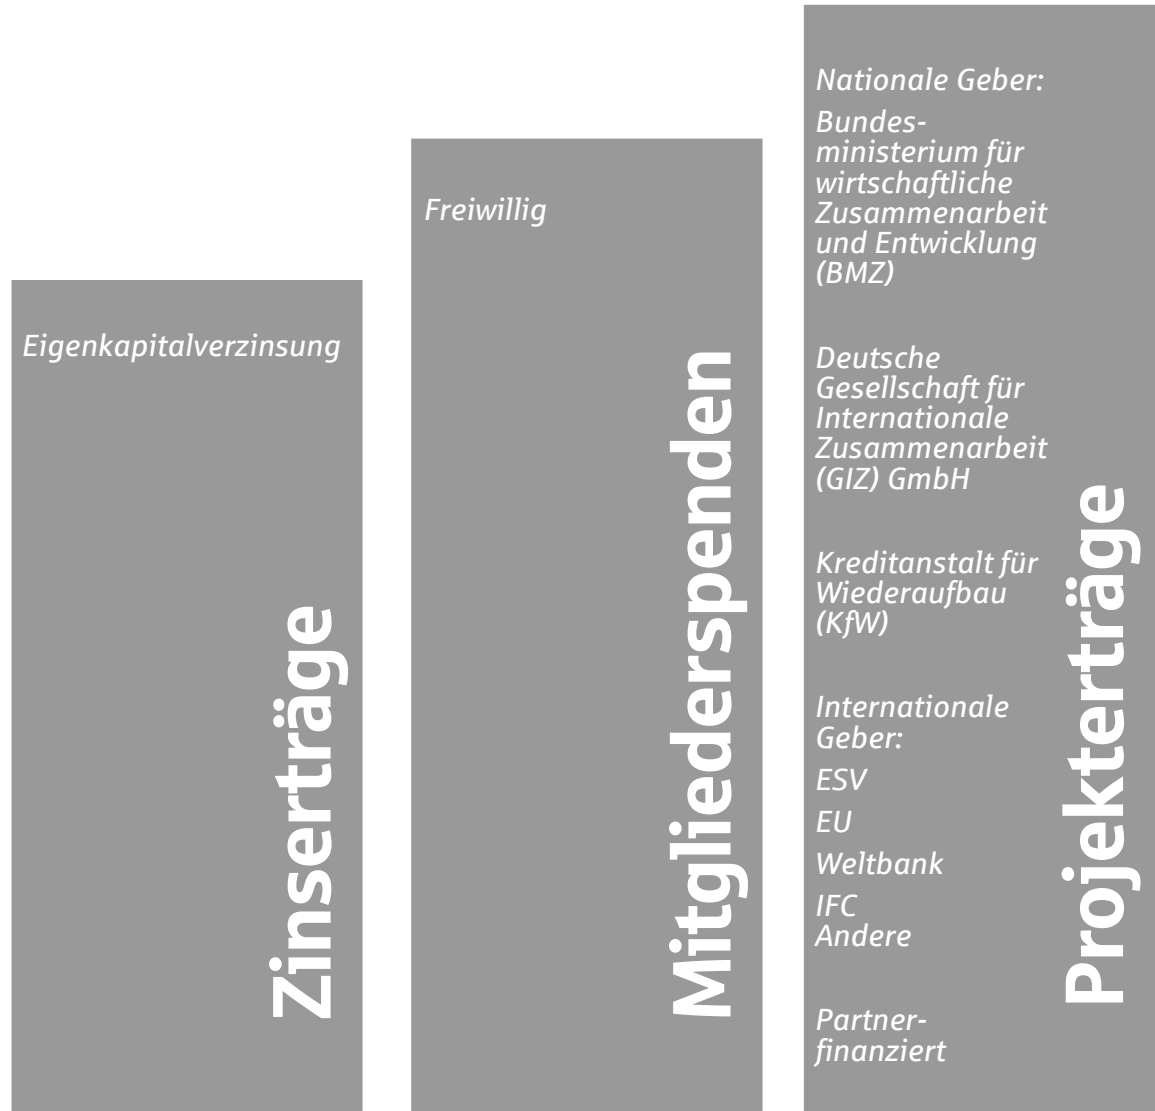 Eigenkapitalverzinsung
Zinserträge
Freiwillig
Mitgliederspenden
Nationale Geber:
Bundes-
ministerium für
wirtschaftliche
Zusammenarbeit
und Entwicklung
(BMZ)
Deutsche
Gesellschaft für
Internationale
Zusammenarbeit
(GIZ) GmbH
Kreditanstalt für
Wiederaufbau
(KfW)
Internationale
Geber:
ESV
EU
Weltbank
IFC
Andere
Partner-
finanziert
Projekterträge